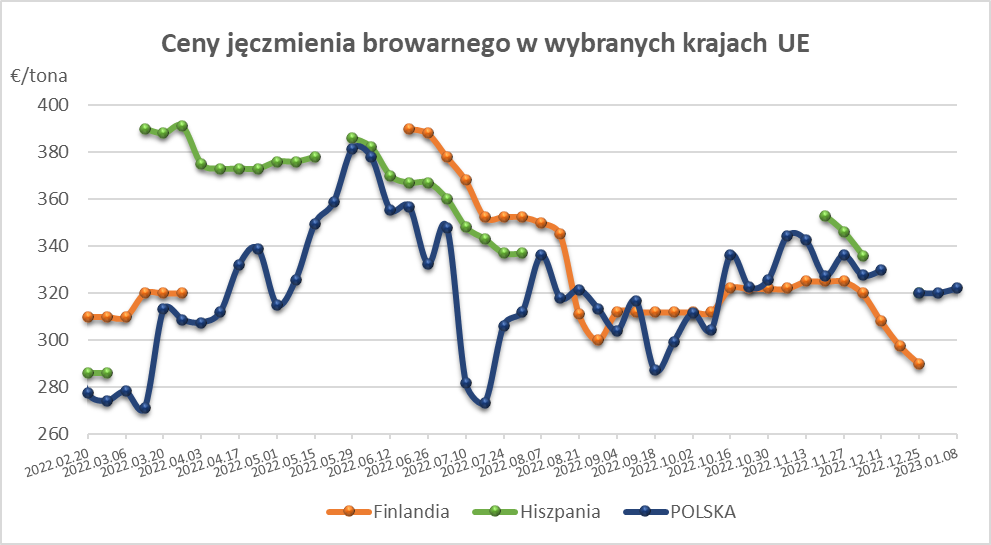 Ceny jęczmienia browarnego w wybranych krajach UE
€/tona
400
380
360
340
320
300
280
260
2022.02.20 2022.03.06 2022.03.20 2022.04.03 2022.04.17 2022.05.01 2022.05.15 2022.05.29 2022.06.12 2022.06.26 2022.07.10 2022.07.24 2022.08.07 2022.08.21 2022.09.04 2022.09.18 2022.10.02 2022.10.16 2022.10.30 2022.11.13 2022.11.27 2022.12.11 2022.12.25 2023.01.08
Finlandia Hiszpania POLSKA